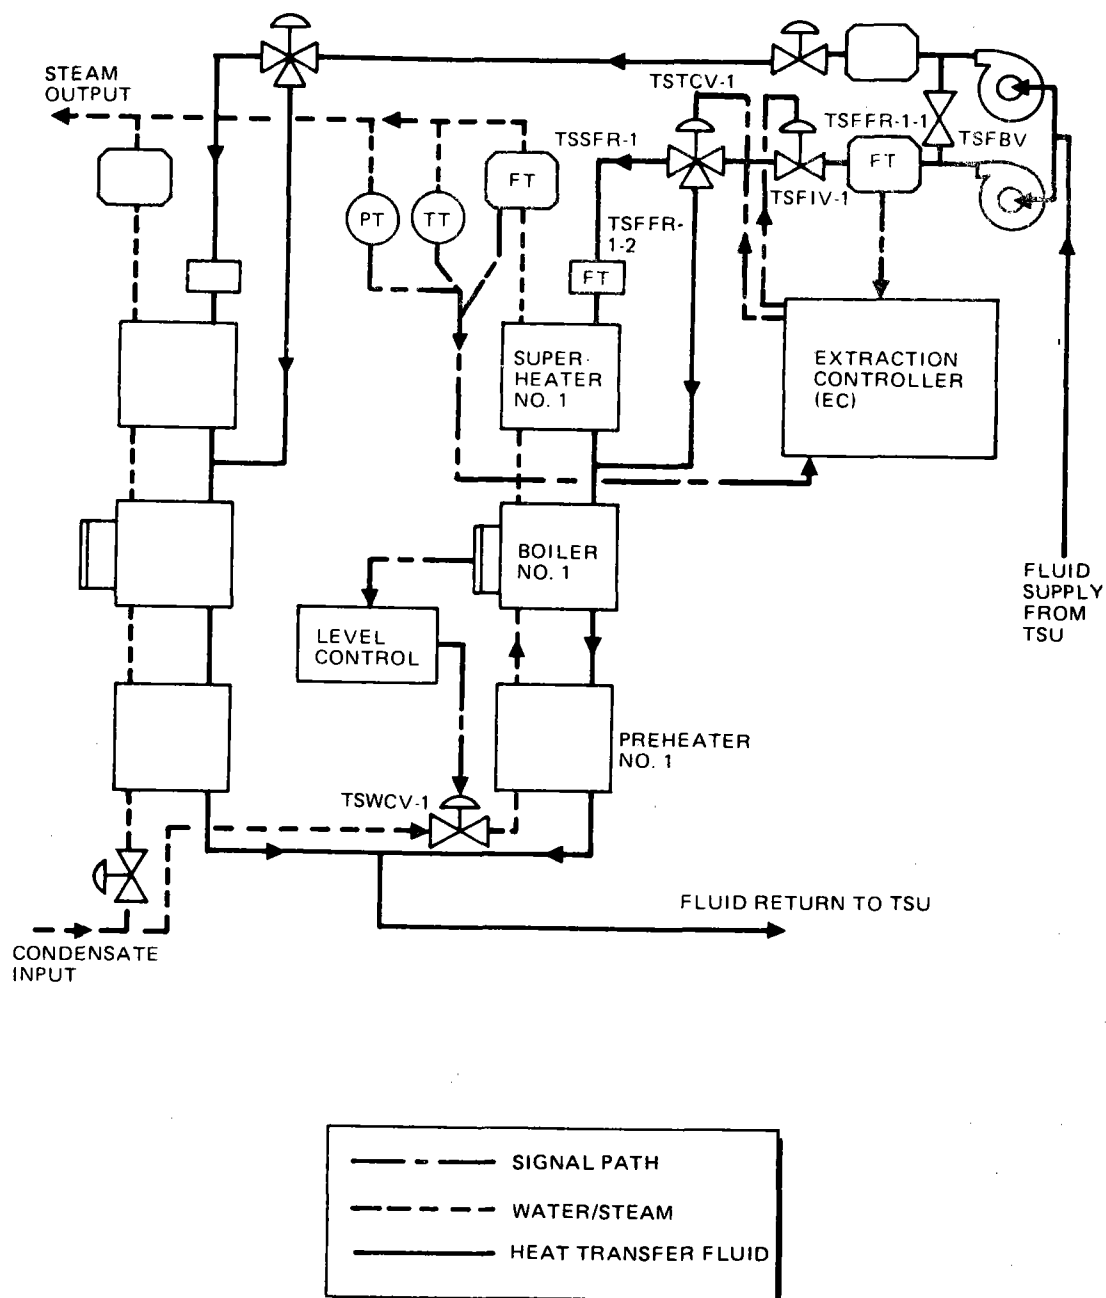 STEAM
OUTPUT
TSTCV-1
TSSFR-1
TSFFR-1-1
TSFBV
FT
FT
PT
TT
TSFIV-1
TSFFR-
1-2
FT
SUPER-
HEATER
NO. 1
EXTRACTION
CONTROLLER
(EC)
BOILER
NO. 1
FLUID
SUPPLY
FROM
TSU
LEVEL
CONTROL
PREHEATER
NO. 1
TSWCV-1
FLUID RETURN TO TSU
CONDENSATE
INPUT
SIGNAL PATH
WATER/STEAM
HEAT TRANSFER FLUID